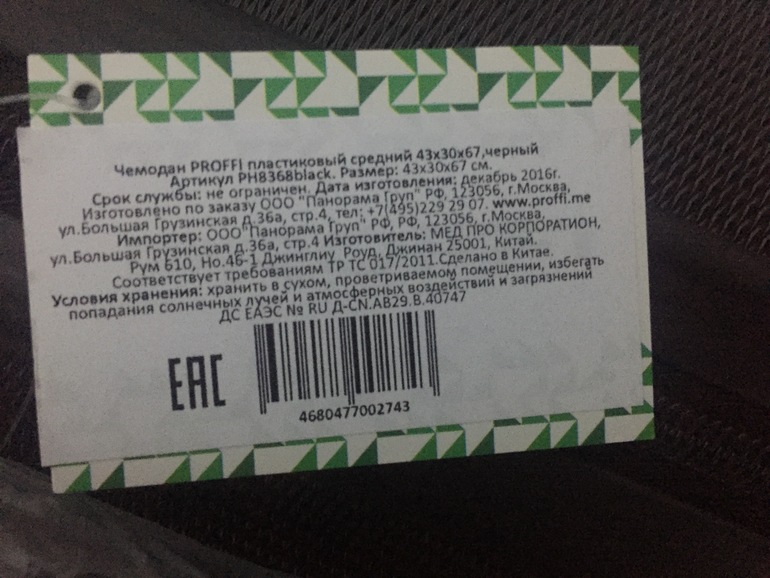 Чемодан PROFFI пластиковый средний 43x30x67,черный
Артикул PH8368black. Размер: 43x30x67 см.
Срок службы: не ограничен. Дата изготовления: декабрь 2016г.
Изготовлено по заказу ООО "Панорама Груп" РФ, 123056, г.Москва,
ул.Большая Грузинская д.36а, стр.4, тел: +7(495)229 29 07. www.proffi.me
Импортер: ООО"Панорама Груп" РФ, РФ, 123056, г.Москва,
ул.Большая Грузинская д.36а, стр.4 Изготовитель: МЕД ПРО КОРПОРАТИОН,
Рум 610, Но.46-1 Джинглиу Роуд, Джинан 25001, Китай.
Соответствует требованиям ТР ТС 017/2011.Сделано в Китае.
Условия хранения: хранить в сухом, проветриваемом помещении, избегать
попадания солнечных лучей и атмосферных воздействий и загрязнений
ДС ЕАЭС № RU Д-CN.АВ29.В.40747
EAC
4680477002743